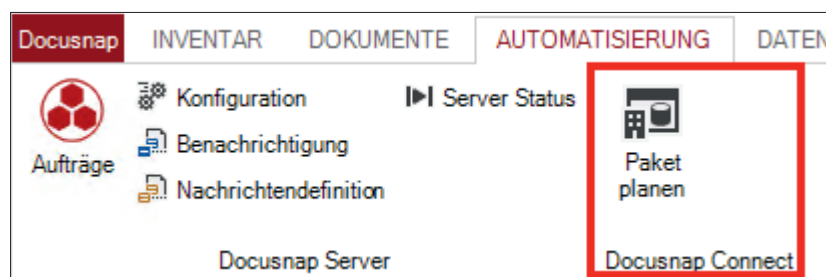 Docusnap INVENTAR DOKUMENTE AUTOMATISIERUNG DATEN
Konfiguration Server Status
Benachrichtigung
Aufträge
Nachrichtendefinition
Paket
planen
Docusnap Server Docusnap Connect